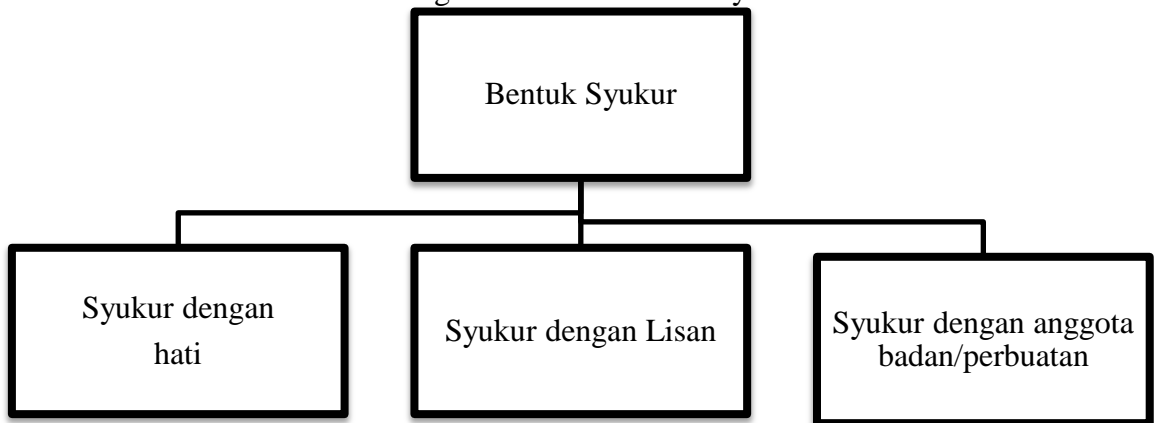 Bentuk Syukur
Syukur dengan
hati
Syukur dengan Lisan
Syukur dengan anggota
badan/perbuatan